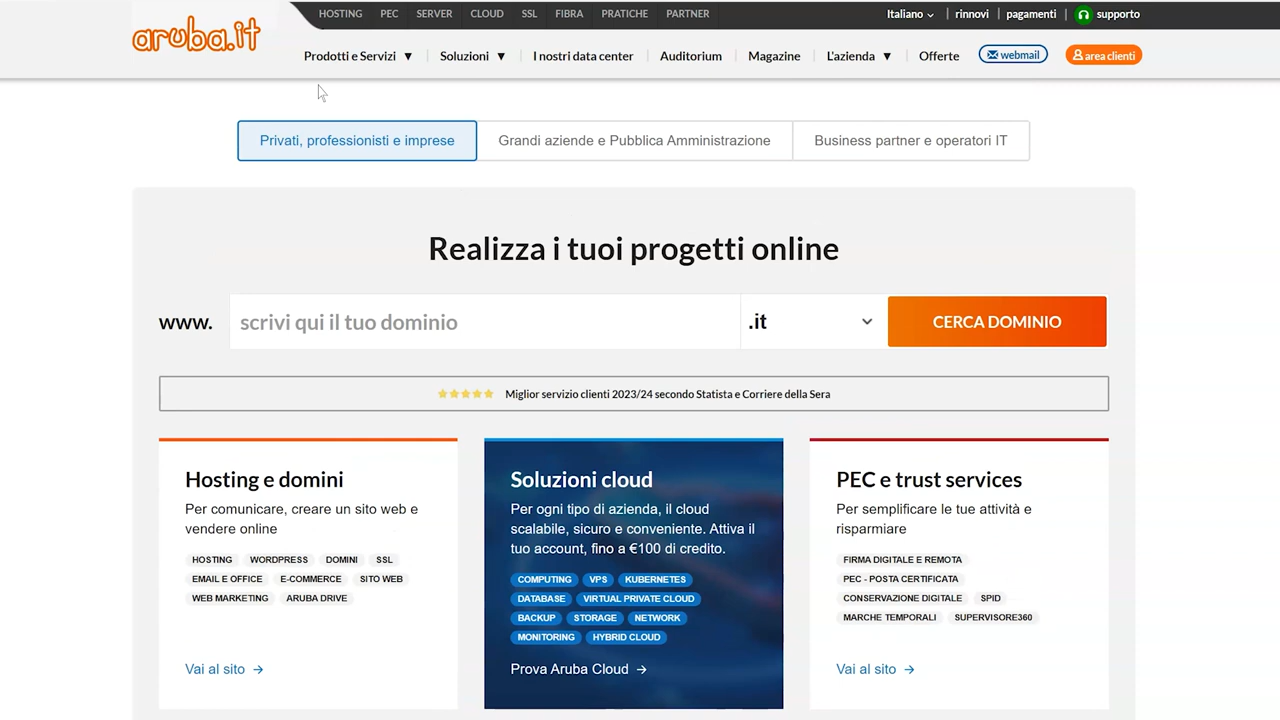 HOSTING PEC SERVER CLOUD SSL FIBRA PRATICHE PARTNER
Italiano rinnovi pagamenti supporto
aruba.it
Prodotti e Servizi ▼ Soluzioni ▼ I nostri data center Auditorium Magazine L'azienda ▼ Offerte webmail area clienti
Privati, professionisti e imprese Grandi aziende e Pubblica Amministrazione Business partner e operatori IT
Realizza i tuoi progetti online
www. scrivi qui il tuo dominio .it CERCA DOMINIO
Miglior servizio clienti 2023/24 secondo Statista e Corriere della Sera
Hosting e domini
Per comunicare, creare un sito web e
vendere online
HOSTING WORDPRESS DOMINI SSL
EMAIL E OFFICE E-COMMERCE SITO WEB
WEB MARKETING ARUBA DRIVE
Vai al sito →
Soluzioni cloud
Per ogni tipo di azienda, il cloud
scalabile, sicuro e conveniente. Attiva il
tuo account, fino a €100 di credito.
COMPUTING VPS KUBERNETES
DATABASE VIRTUAL PRIVATE CLOUD
BACKUP STORAGE NETWORK
MONITORING HYBRID CLOUD
Prova Aruba Cloud →
PEC e trust services
Per semplificare le tue attività e
risparmiare
FIRMA DIGITALE E REMOTA
PEC - POSTA CERTIFICATA
CONSERVAZIONE DIGITALE SPID
MARCHE TEMPORALI SUPERVISORE360
Vai al sito →